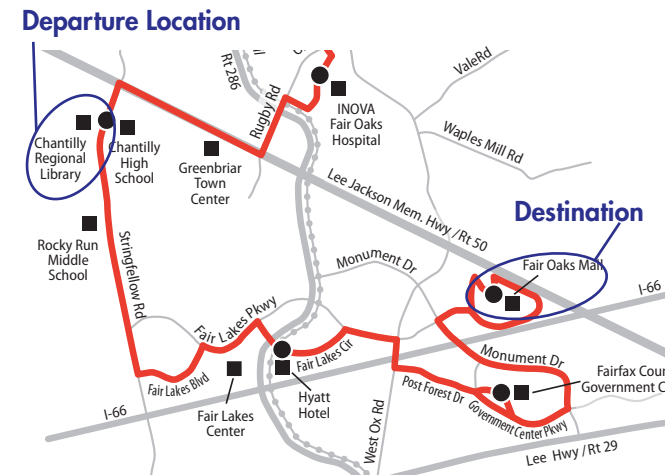 Departure Location
Rt 286
ValeRd
Rugby Rd
INOVA
Fair Oaks
Hospital
Waples Mill Rd
Chantilly
Regional
Library
Chantilly
High
School
Greenbriar
Town
Center
Lee Jackson Mem. Hwy /Rt 50
Destination
Rocky Run
Middle
School
Stringfellow Rd
Monument Dr
Fair Oaks Mall
I-66
Fair Lakes Pkwy
Fair Lakes Cir
Monument Dr
Fair Lakes Blvd
Post Forest Dr
Fairfax Coun
Government C
Hyatt
Hotel
Fair Lakes
Center
I-66
West Ox Rd
Government Center Pkwy
Lee Hwy /Rt 29